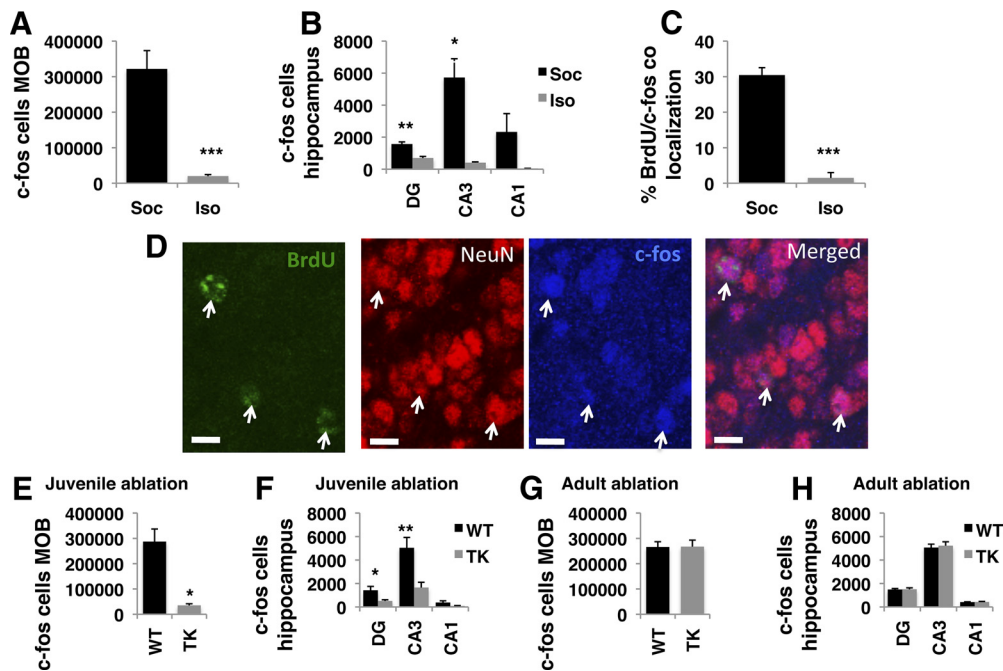 A
c-fos cells MOB
400000
300000
200000
100000
0
***
Soc
Iso
B
c-fos cells
hippocampus
8000
6000
4000
2000
0
**
*
DG
CA3
CA1
Soc
Iso
C
% BrdU/c-fos co
localization
40
30
20
10
0
***
Soc
Iso
D
BrdU
NeuN
c-fos
Merged
E
Juvenile ablation
c-fos cells MOB
400000
300000
200000
100000
0
*
WT
TK
F
Juvenile ablation
c-fos cells
hippocampus
8000
6000
4000
2000
0
*
**
DG
CA3
CA1
WT
TK
G
Adult ablation
c-fos cells MOB
400000
300000
200000
100000
0
WT
TK
H
Adult ablation
c-fos cells
hippocampus
8000
6000
4000
2000
0
DG
CA3
CA1
WT
TK